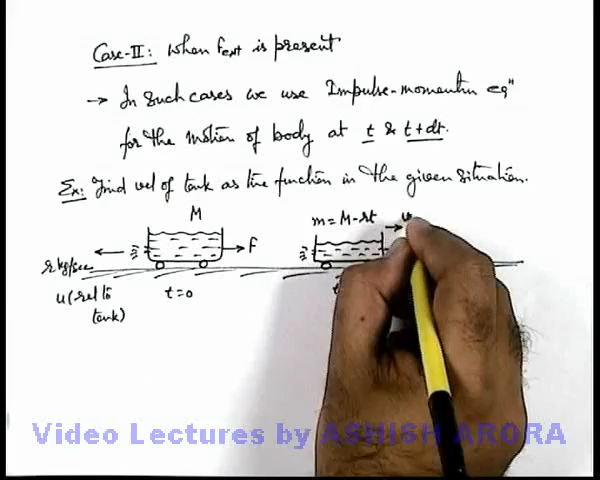 Case-II: When Fext is present
→ In such cases we use Impulse-momentum eqⁿ
for the motion of body at t & t+dt.
Ex: Find vel of tank as time function in the given situation.
M
m = M-rt
F
r kg/sec
u (rel to
tank)
t=0
Video Lectures by ASHISH ARORA